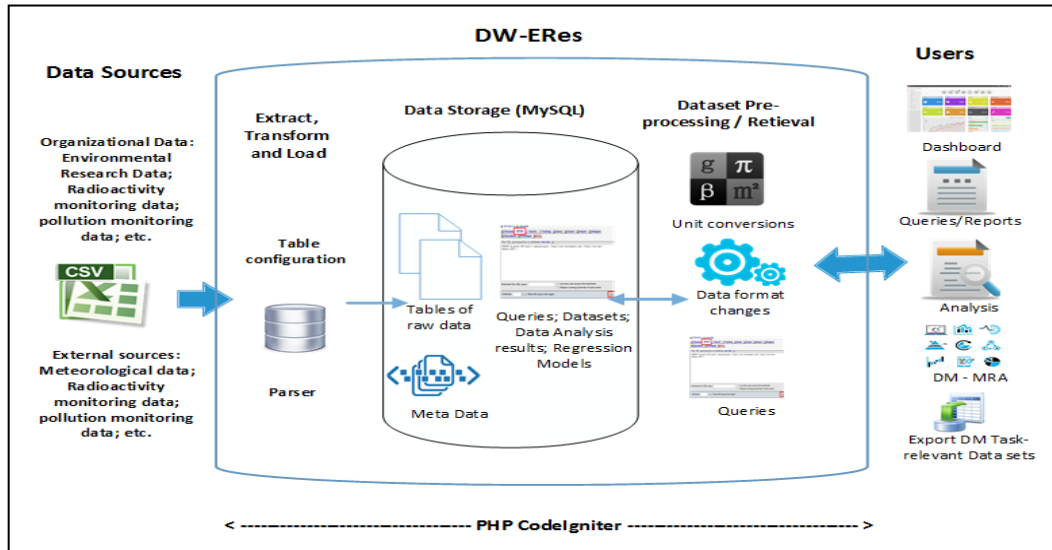 DW-ERes
Data Sources
Organizational Data:
Environmental
Research Data;
Radioactivity
monitoring data;
pollution monitoring
data; etc.
CSV
External sources:
Meteorological data;
Radioactivity
monitoring data;
pollution monitoring
data; etc.
Extract,
Transform
and Load
Table
configuration
Parser
Data Storage (MySQL)
Tables of
raw data
Meta Data
Queries; Datasets;
Data Analysis
results; Regression
Models
Dataset Pre-
processing / Retieval
g π
β m²
Unit conversions
Data format
changes
Queries
Users
Dashboard
Queries/Reports
Analysis
DM - MRA
Export DM Task-
relevant Data sets
< ---------------------------- PHP CodeIgniter ---------------------------- >